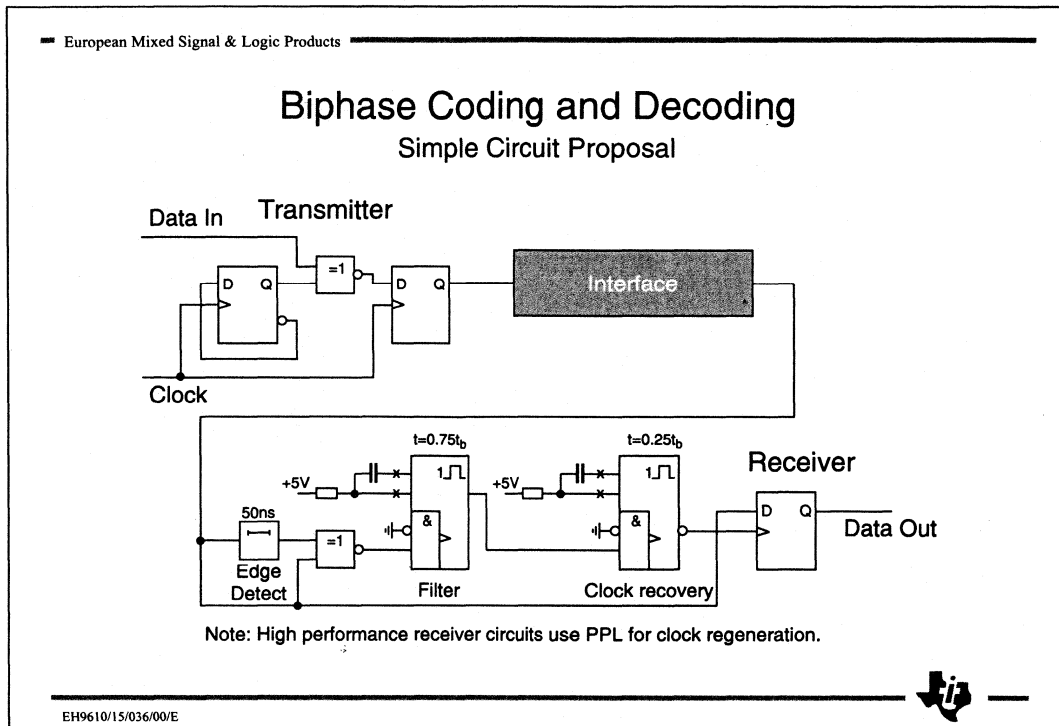 European Mixed Signal & Logic Products
Biphase Coding and Decoding
Simple Circuit Proposal
Data In
Transmitter
=1
D Q
D Q
Interface
Clock
t=0.75tb
t=0.25tb
Receiver
+5V
1
+5V
1
D Q
50ns
&
&
Data Out
=1
Edge
Detect
Filter
Clock recovery
Note: High performance receiver circuits use PPL for clock regeneration.
ti
EH9610/15/036/00/E